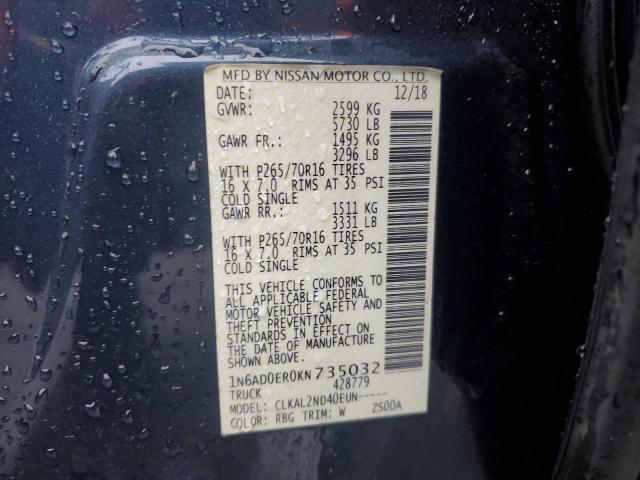 MFD BY NISSAN MOTOR CO., LTD.
DATE: 12/18
GVWR: 2599 KG
5730 LB
GAWR FR.: 1495 KG
3296 LB
WITH P265/70R16 TIRES
16 X 7.0 RIMS AT 35 PSI
COLD SINGLE
GAWR RR.: 1511 KG
3331 LB
WITH P265/70R16 TIRES
16 X 7.0 RIMS AT 35 PSI
COLD SINGLE
THIS VEHICLE CONFORMS TO
ALL APPLICABLE FEDERAL
MOTOR VEHICLE SAFETY AND
THEFT PREVENTION
STANDARDS IN EFFECT ON
THE DATE OF MANUFACTURE
SHOWN ABOVE.
1N6AD0ER0KN735032
TRUCK 428779
MODEL: CLKAL2ND40EUN-----
COLOR: RBG TRIM: W 2S00A